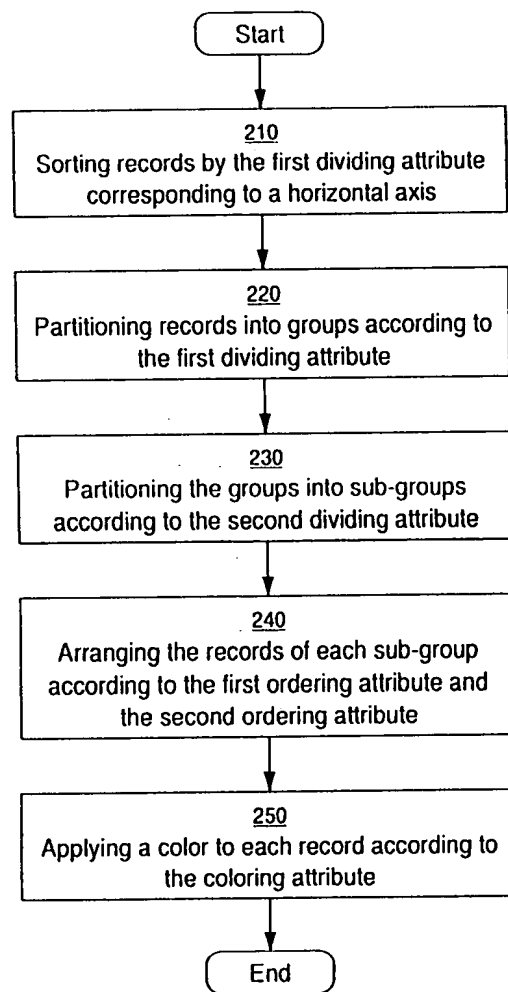 Start
210
Sorting records by the first dividing attribute
corresponding to a horizontal axis
220
Partitioning records into groups according to
the first dividing attribute
230
Partitioning the groups into sub-groups
according to the second dividing attribute
240
Arranging the records of each sub-group
according to the first ordering attribute and
the second ordering attribute
250
Applying a color to each record according to
the coloring attribute
End